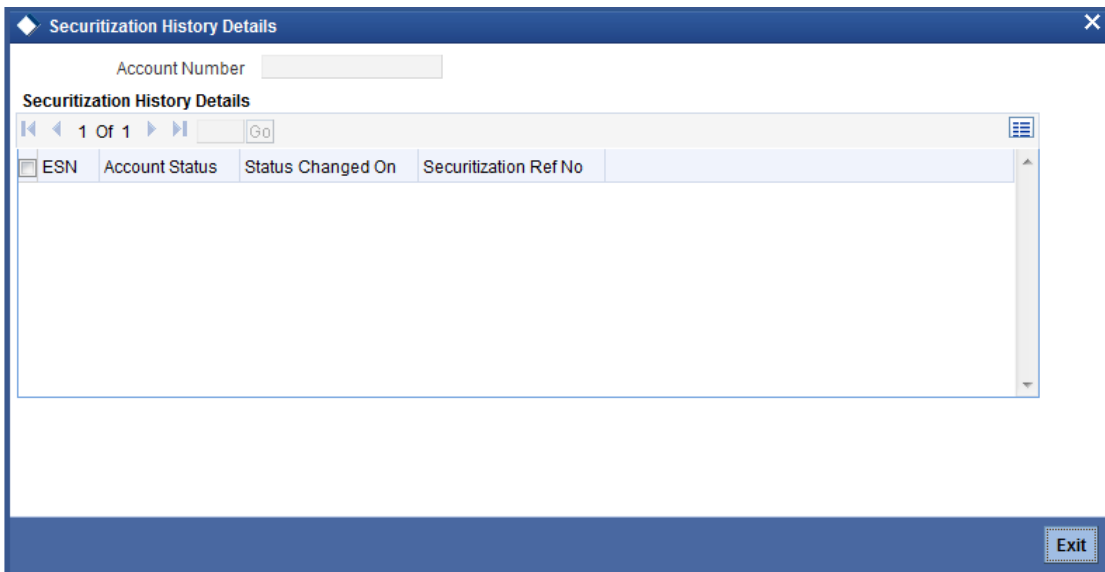 Securitization History Details
Account Number
Securitization History Details
1 Of 1 Go
ESN Account Status Status Changed On Securitization Ref No
Exit